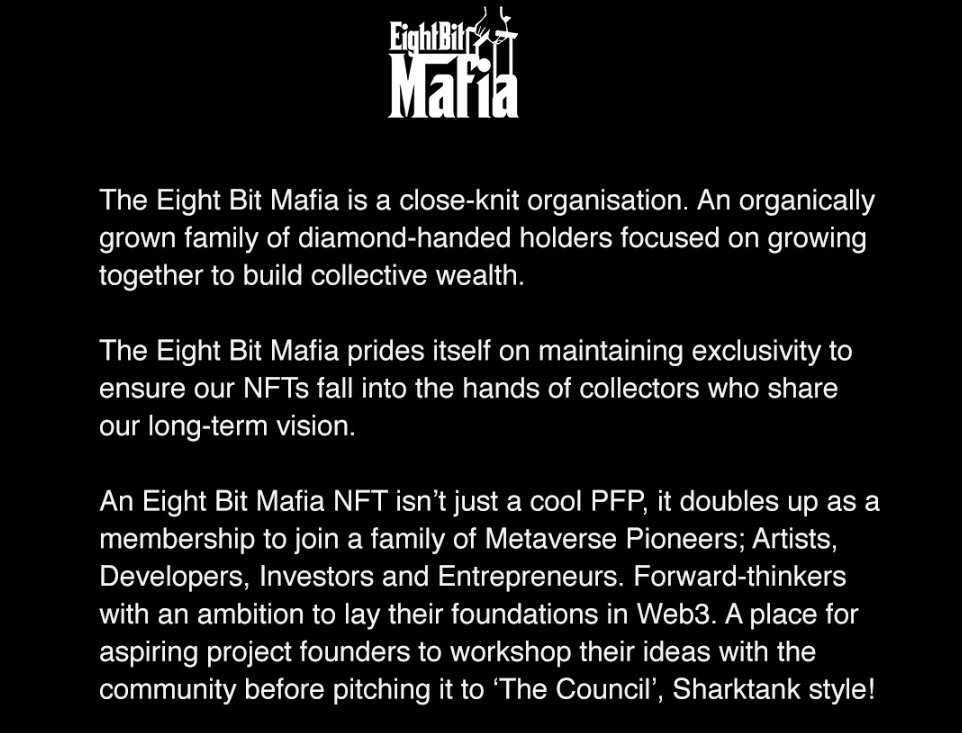 EightBit
Mafia
The Eight Bit Mafia is a close-knit organisation. An organically
grown family of diamond-handed holders focused on growing
together to build collective wealth.
The Eight Bit Mafia prides itself on maintaining exclusivity to
ensure our NFTs fall into the hands of collectors who share
our long-term vision.
An Eight Bit Mafia NFT isn’t just a cool PFP, it doubles up as a
membership to join a family of Metaverse Pioneers; Artists,
Developers, Investors and Entrepreneurs. Forward-thinkers
with an ambition to lay their foundations in Web3. A place for
aspiring project founders to workshop their ideas with the
community before pitching it to ‘The Council’, Sharktank style!